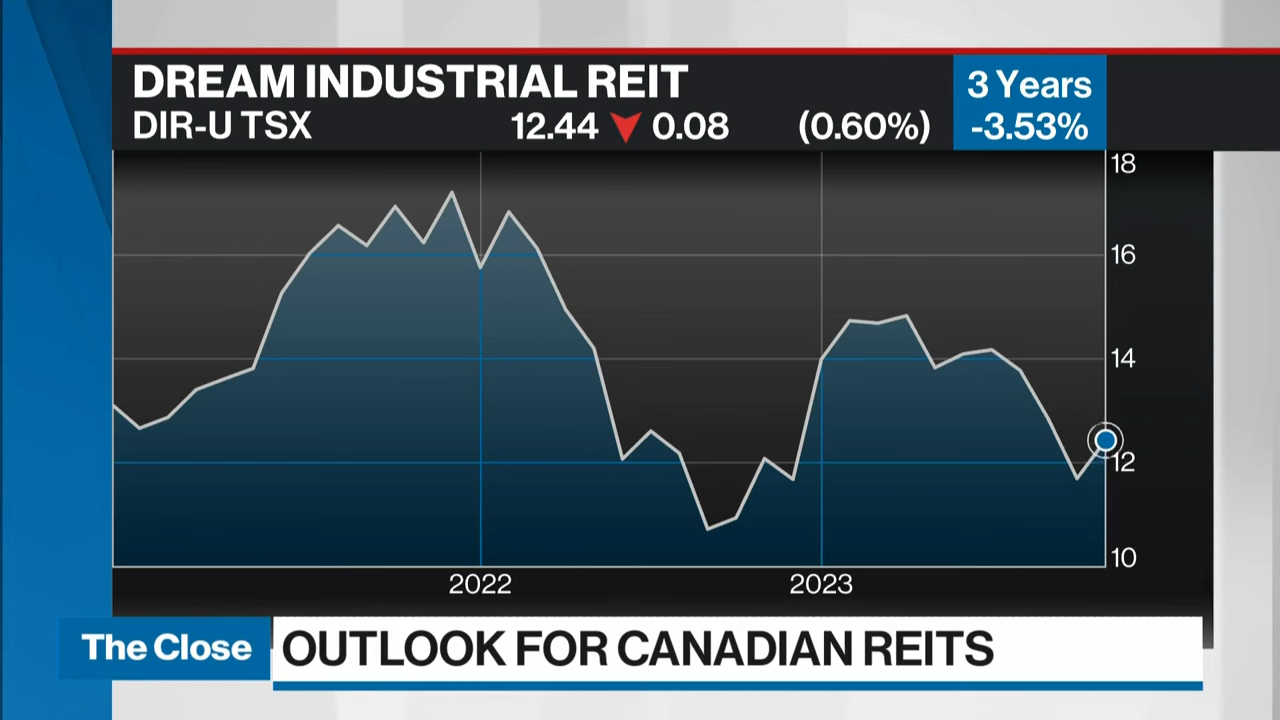 DREAM INDUSTRIAL REIT
DIR-U TSX 12.44 0.08 (0.60%)
3 Years
-3.53%
18
16
14
12
10
2022 2023
The Close
OUTLOOK FOR CANADIAN REITS